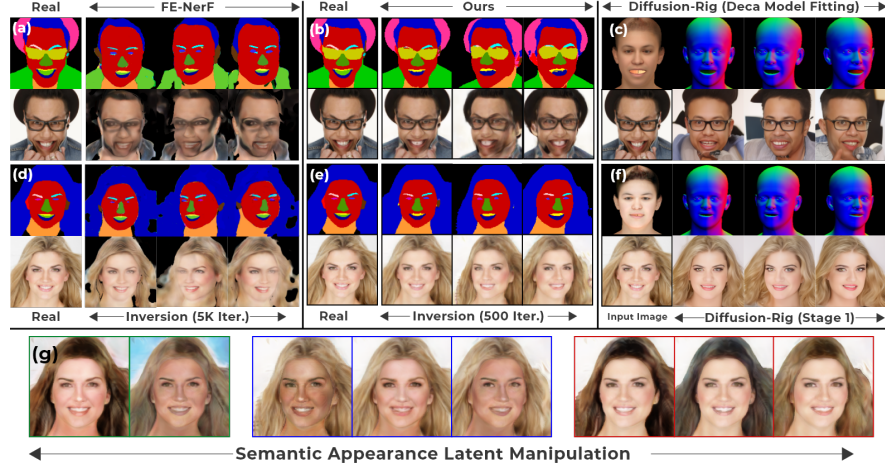 Real FE-NerF Real Ours Diffusion-Rig (Deca Model Fitting)
(a) (b) (c)
(d) (e) (f)
Real Inversion (5K Iter.) Real Inversion (500 Iter.) Input Image Diffusion-Rig (Stage 1)
(g)
Semantic Appearance Latent Manipulation